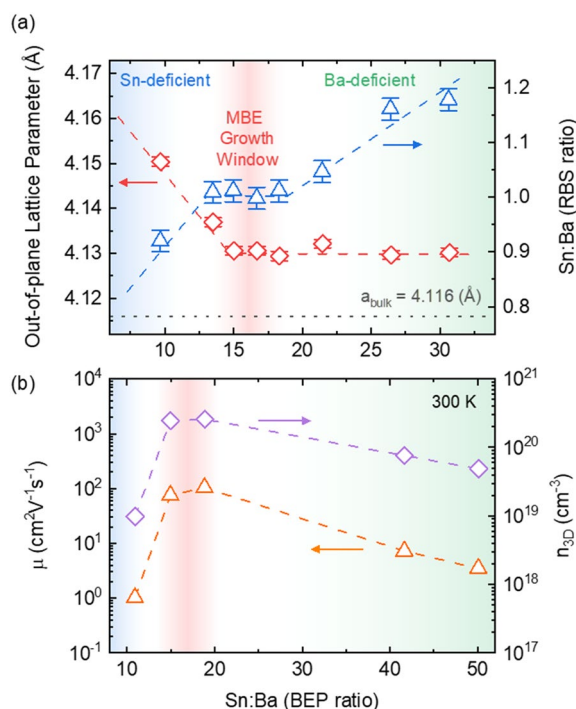 (a)
Out-of-plane Lattice Parameter (Å)
4.17
4.16
4.15
4.14
4.13
4.12
Sn-deficient
Ba-deficient
MBE
Growth
Window
a_bulk = 4.116 (Å)
1.2
1.1
1.0
0.9
0.8
Sn:Ba (RBS ratio)
10 15 20 25 30
(b)
μ (cm²V⁻¹s⁻¹)
10⁴
10³
10²
10¹
10⁰
10⁻¹
300 K
10²¹
10²⁰
10¹⁹
10¹⁸
10¹⁷
n_3D (cm⁻³)
10 20 30 40 50
Sn:Ba (BEP ratio)